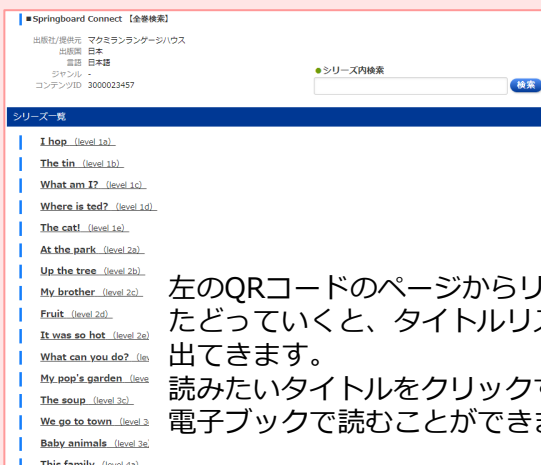 ■Springboard Connect 【全巻検索】
出版社/提供元 マクミランランゲージハウス
出版国 日本
言語 日本語
ジャンル -
コンテンツID 3000023457
●シリーズ内検索
検索
シリーズ一覧
I hop (level 1a)
The tin (level 1b)
What am I? (level 1c)
Where is ted? (level 1d)
The cat! (level 1e)
At the park (level 2a)
Up the tree (level 2b)
My brother (level 2c)
Fruit (level 2d)
It was so hot (level 2e)
What can you do? (lev
My pop's garden (leve
The soup (level 3c)
We go to town (level 3
Baby animals (level 3e
This family (level 4a)
左のQRコードのページからリ
たどっていくと、タイトルリス
出てきます。
読みたいタイトルをクリックす
電子ブックで読むことができま